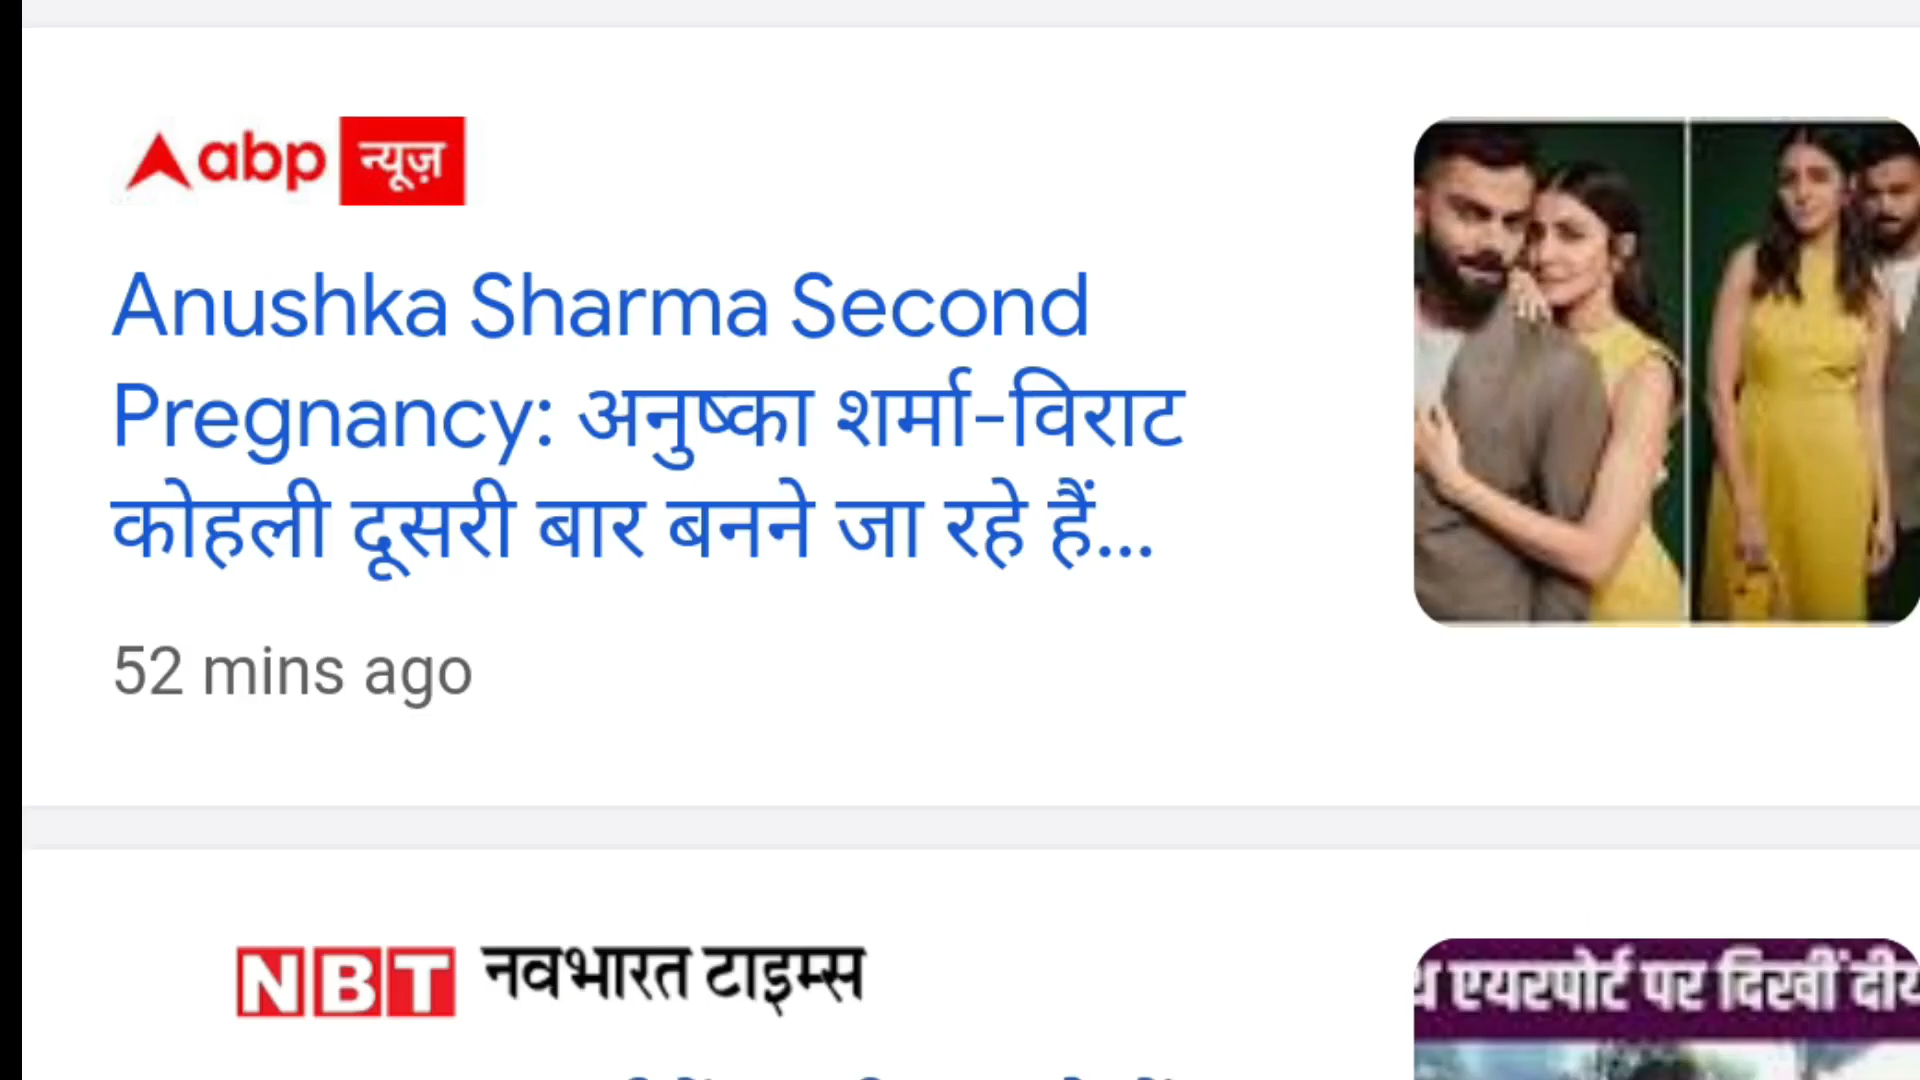 abp न्यूज़
Anushka Sharma Second
Pregnancy: अनुष्का शर्मा-विराट
कोहली दूसरी बार बनने जा रहे हैं...
52 mins ago
NBT नवभारत टाइम्स
एयरपोर्ट पर दिखीं